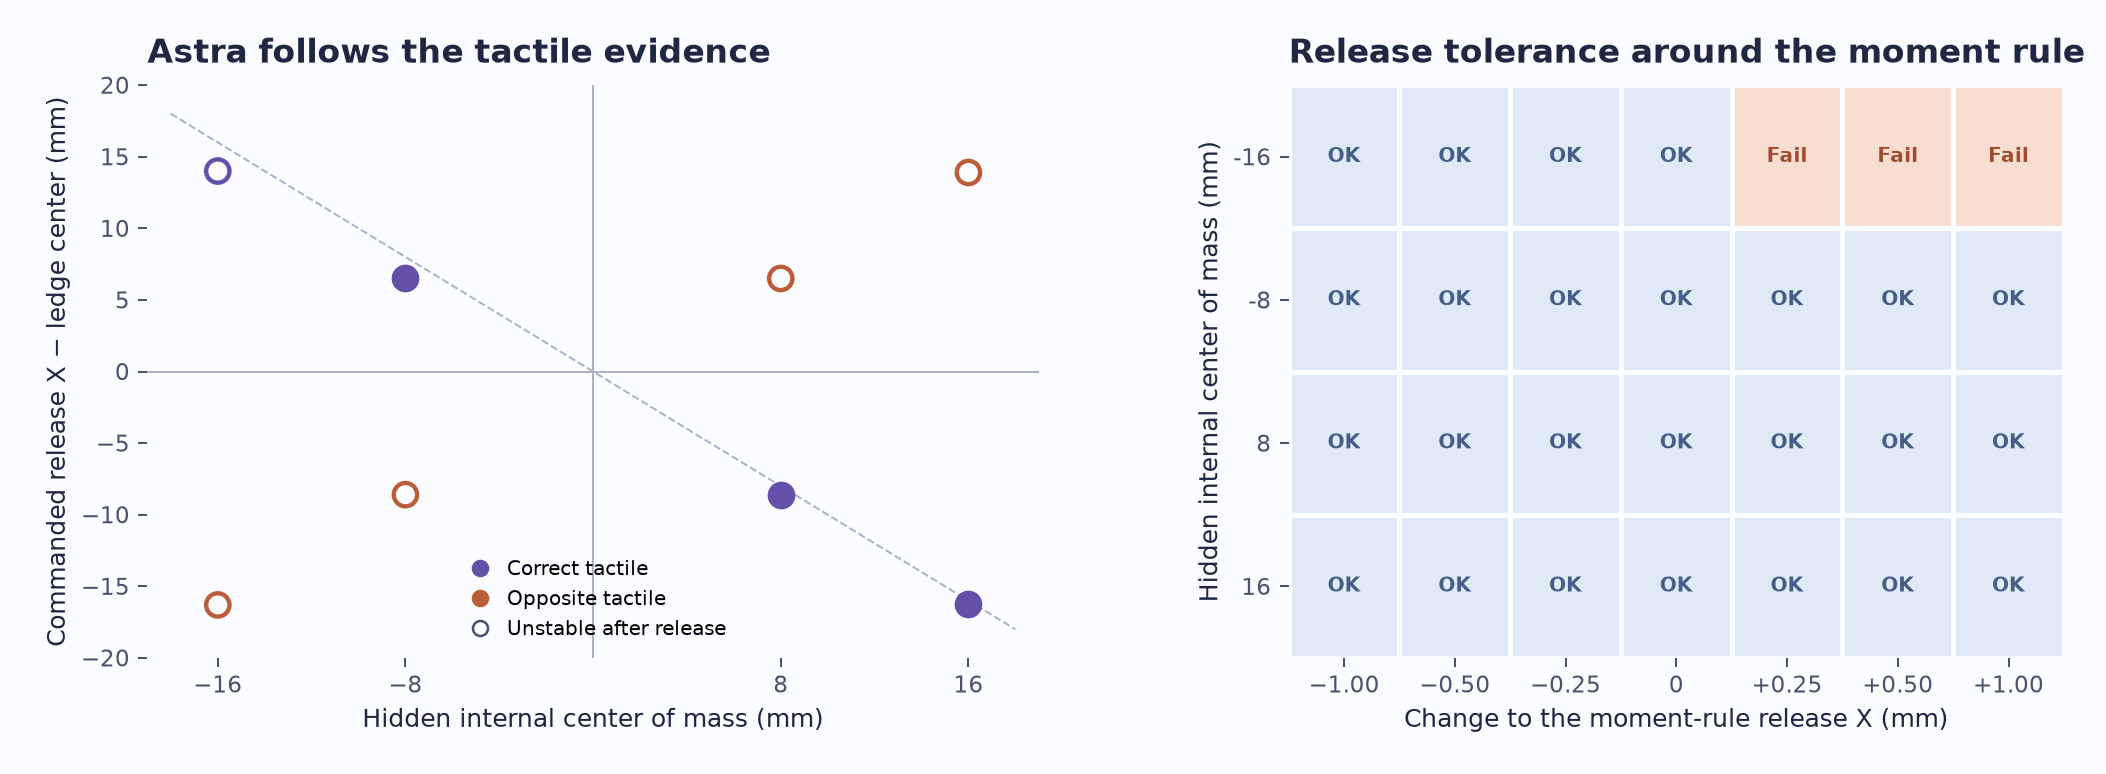 Astra follows the tactile evidence
Commanded release X − ledge center (mm)
20
15
10
5
0
−5
−10
−15
−20
Correct tactile
Opposite tactile
Unstable after release
−16
−8
8
16
Hidden internal center of mass (mm)
Release tolerance around the moment rule
Hidden internal center of mass (mm)
-16 OK OK OK OK Fail Fail Fail
-8 OK OK OK OK OK OK OK
8 OK OK OK OK OK OK OK
16 OK OK OK OK OK OK OK
−1.00 −0.50 −0.25 0 +0.25 +0.50 +1.00
Change to the moment-rule release X (mm)